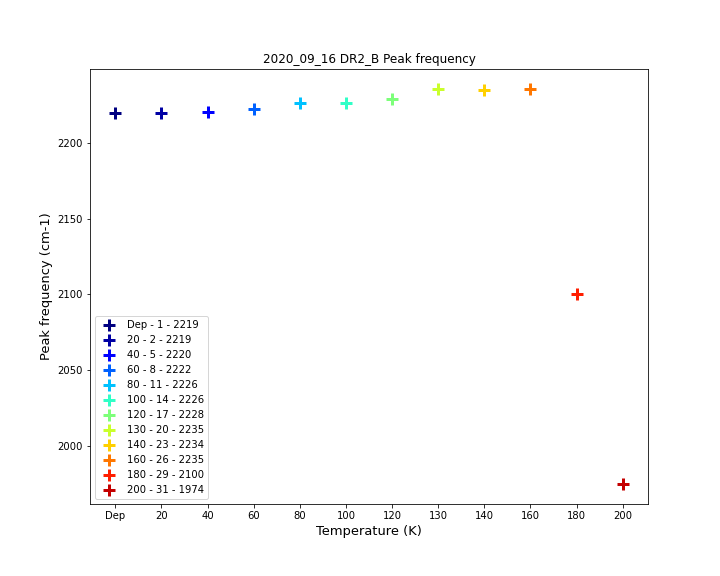 2020_09_16 DR2_B Peak frequency
Peak frequency (cm-1)
2200
2150
2100
2050
2000
Dep - 1 - 2219
20 - 2 - 2219
40 - 5 - 2220
60 - 8 - 2222
80 - 11 - 2226
100 - 14 - 2226
120 - 17 - 2228
130 - 20 - 2235
140 - 23 - 2234
160 - 26 - 2235
180 - 29 - 2100
200 - 31 - 1974
Dep 20 40 60 80 100 120 130 140 160 180 200
Temperature (K)